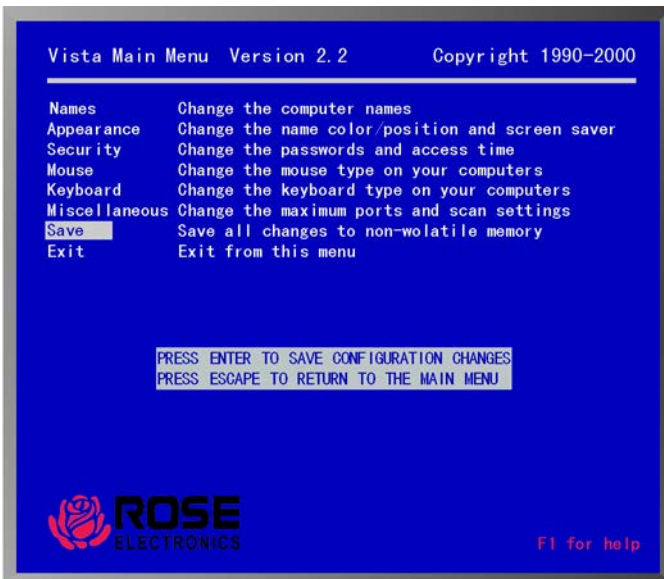 Vista Main Menu Version 2.2 Copyright 1990-2000
Names Change the computer names
Appearance Change the name color/position and screen saver
Security Change the passwords and access time
Mouse Change the mouse type on your computers
Keyboard Change the keyboard type on your computers
Miscellaneous Change the maximum ports and scan settings
Save Save all changes to non-wolatile memory
Exit Exit from this menu
PRESS ENTER TO SAVE CONFIGURATION CHANGES
PRESS ESCAPE TO RETURN TO THE MAIN MENU
ROSE
ELECTRONICS
F1 for help